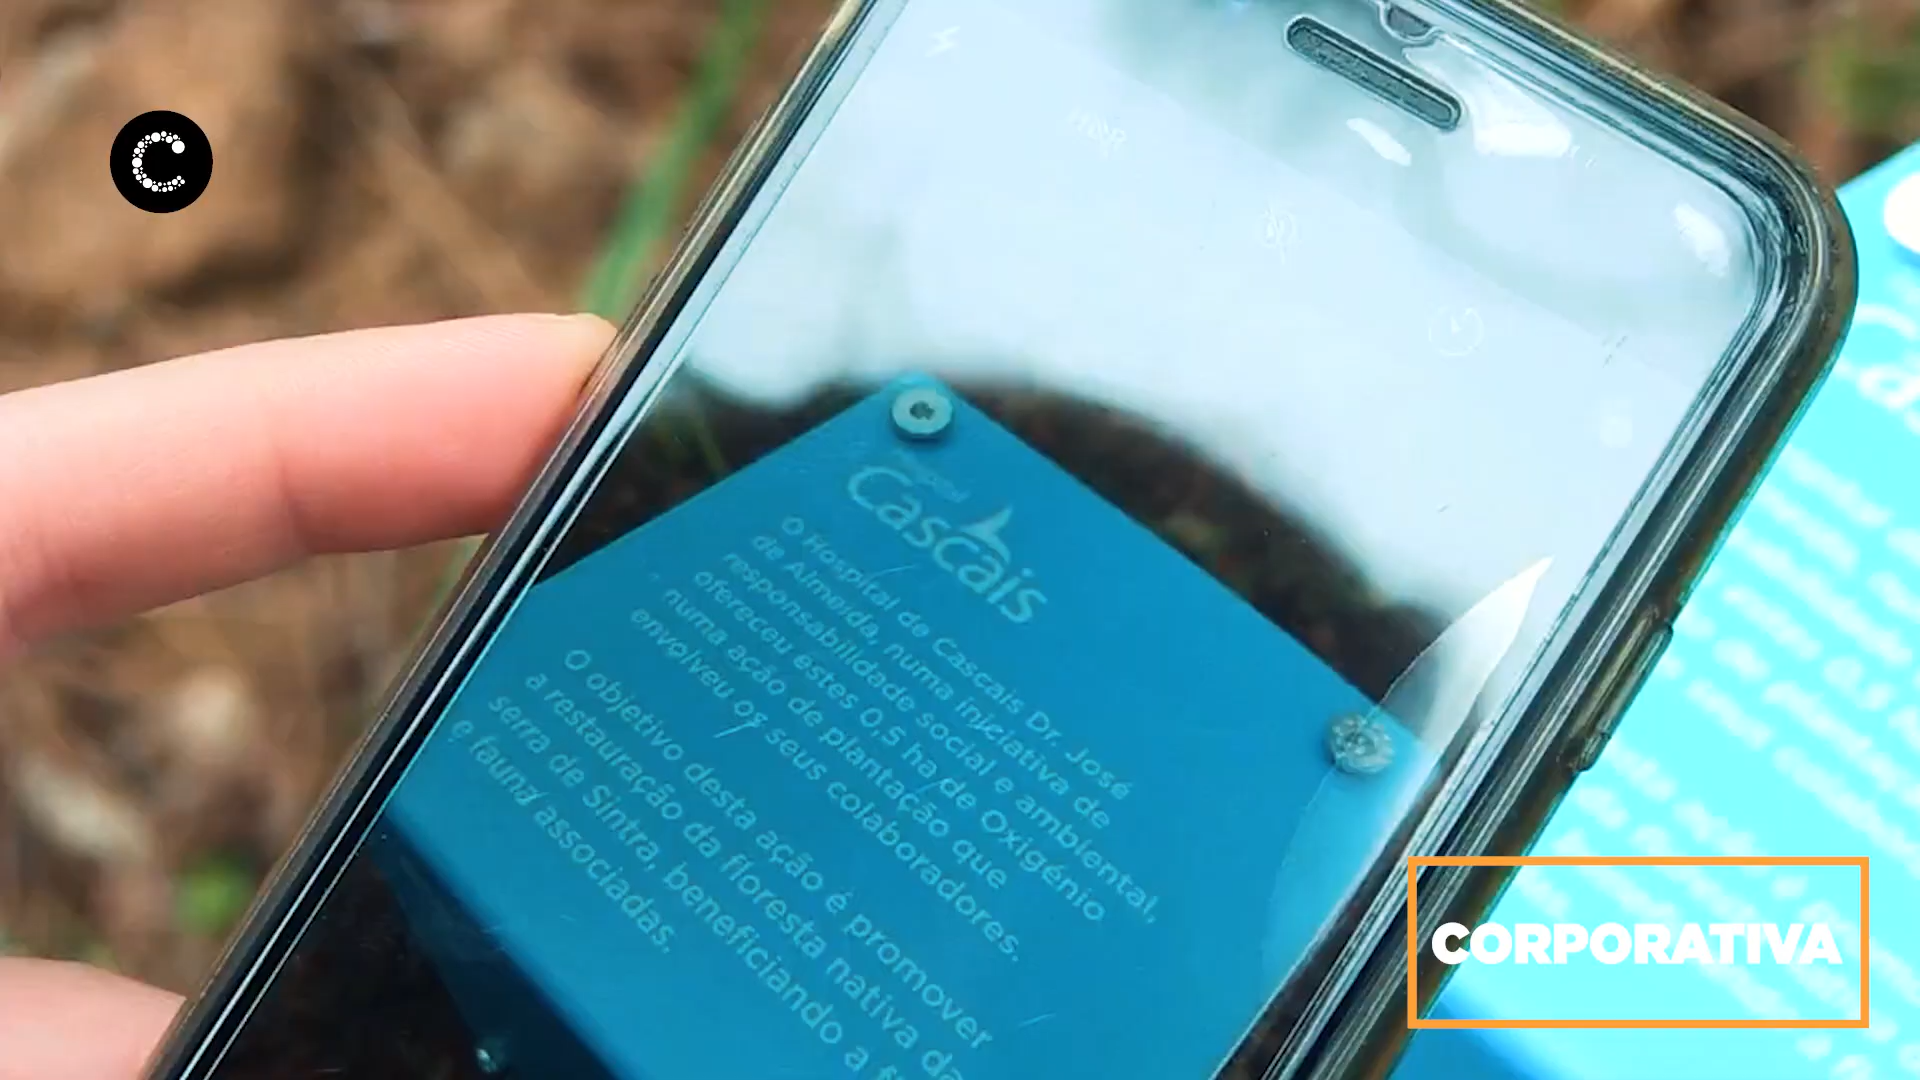 C
Cascais
O Hospital de Cascais Dr. José
de Almeida, numa iniciativa de
responsabilidade social e ambiental,
ofereceu estes 0,5 ha de Oxigénio
numa ação de plantação que
envolveu os seus colaboradores.
O objetivo desta ação é promover
a restauração da floresta nativa da
serra de Sintra, beneficiando a
e fauna associadas.
CORPORATIVA